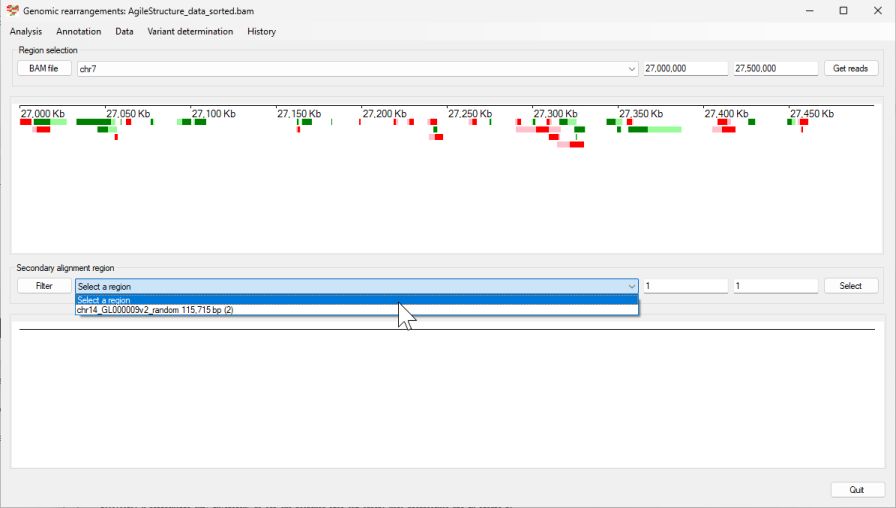 Genomic rearrangements: AgileStructure_data_sorted.bam
Analysis Annotation Data Variant determination History
Region selection
BAM file chr7 27,000,000 27,500,000 Get reads
27,000 Kb 27,050 Kb 27,100 Kb 27,150 Kb 27,200 Kb 27,250 Kb 27,300 Kb 27,350 Kb 27,400 Kb 27,450 Kb
Secondary alignment region
Filter Select a region 1 1 Select
Select a region
chr14_GL000009v2_random 115,715 bp (2)
Quit